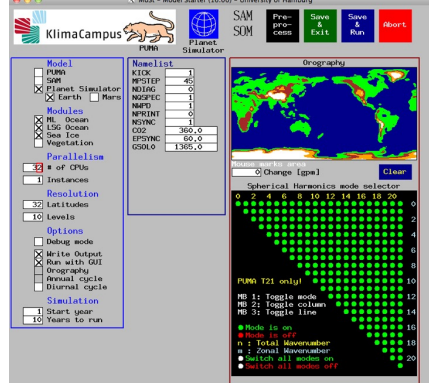 MoSt - Model Starter (16.00) - University of Hamburg
KlimaCampus
PUMA
Planet
Simulator
SAM
SOM
Pre-
pro-
cess
Save
&
Exit
Save
&
Run
Abort
Model
PUMA
SAM
Planet Simulator
Earth Mars
Modules
ML Ocean
LSG Ocean
Sea Ice
Vegetation
Parallelism
# of CPUs
1 Instances
Resolution
32 Latitudes
10 Levels
Options
Debug mode
Write Output
Run with GUI
Orography
Annual cycle
Diurnal cycle
Simulation
1 Start year
10 Years to run
Namelist
KICK 1
MPSTEP 45
NDIAG 0
NGSPEC 1
NWPD 1
NPRINT 0
NSYNC 1
CO2 360.0
EPSYNC 60.0
GSOL0 1365.0
Orography
Mouse marks area
0 Change [gpm]
Clear
Spherical Harmonics mode selector
0 2 4 6 8 10 12 14 16 18 20
0
2
4
6
8
10
12
14
16
18
20
PUMA T21 only!
MB 1: Toggle mode
MB 2: Toggle column
MB 3: Toggle line
Mode is on
Mode is off
n : Total Wavenumber
m : Zonal Wavenumber
Switch all modes on
Switch all modes off